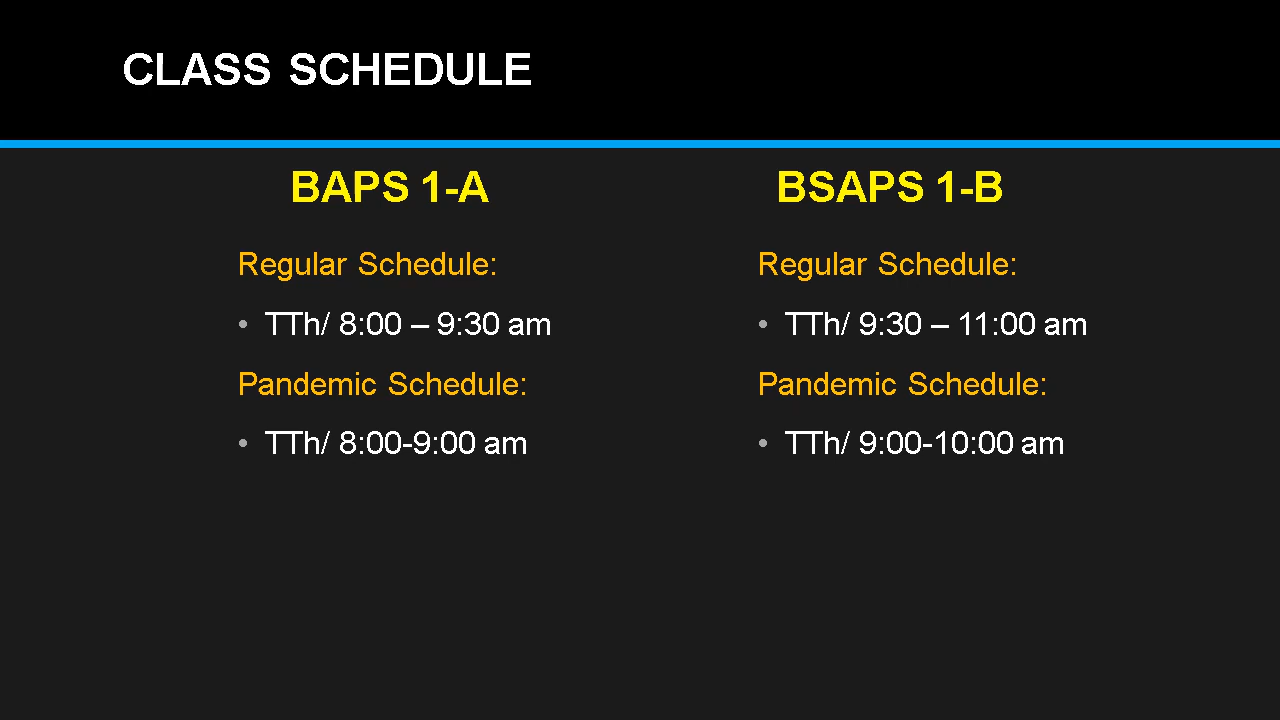 CLASS SCHEDULE
BAPS 1-A
Regular Schedule:
• TTh/ 8:00 – 9:30 am
Pandemic Schedule:
• TTh/ 8:00-9:00 am
BSAPS 1-B
Regular Schedule:
• TTh/ 9:30 – 11:00 am
Pandemic Schedule:
• TTh/ 9:00-10:00 am